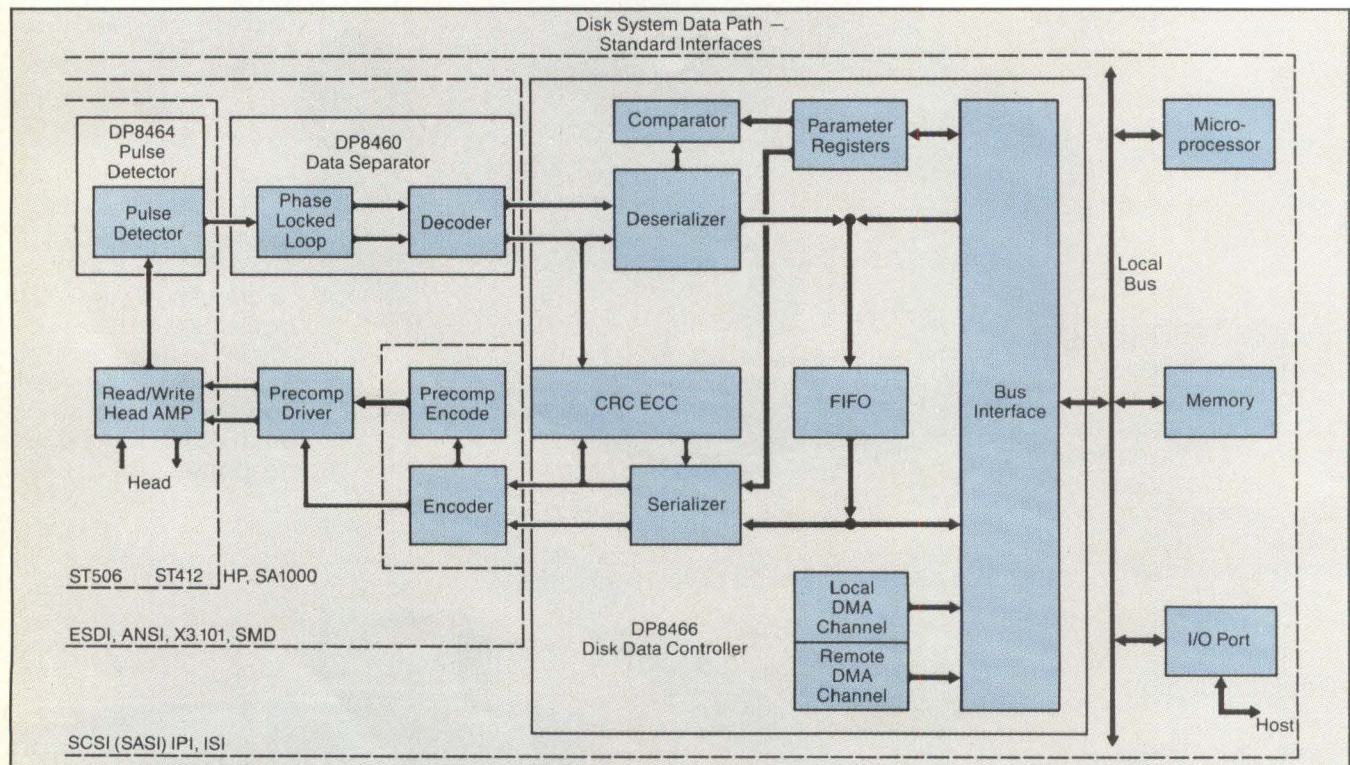 Disk System Data Path —
Standard Interfaces
DP8464
Pulse
Detector
Pulse
Detector
DP8460
Data Separator
Phase
Locked
Loop
Decoder
Comparator
Parameter
Registers
Deserializer
Micro-
processor
Local
Bus
Read/Write
Head AMP
Head
Precomp
Driver
Precomp
Encode
Encoder
CRC ECC
Serializer
FIFO
Bus
Interface
Memory
Local
DMA
Channel
Remote
DMA
Channel
DP8466
Disk Data Controller
I/O Port
Host
ST506 ST412 HP, SA1000
ESDI, ANSI, X3.101, SMD
SCSI (SASI) IPI, ISI